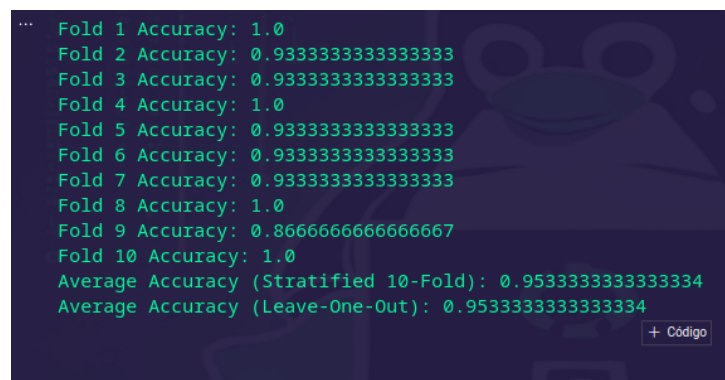 ...
Fold 1 Accuracy: 1.0
Fold 2 Accuracy: 0.9333333333333333
Fold 3 Accuracy: 0.9333333333333333
Fold 4 Accuracy: 1.0
Fold 5 Accuracy: 0.9333333333333333
Fold 6 Accuracy: 0.9333333333333333
Fold 7 Accuracy: 0.9333333333333333
Fold 8 Accuracy: 1.0
Fold 9 Accuracy: 0.8666666666666667
Fold 10 Accuracy: 1.0
Average Accuracy (Stratified 10-Fold): 0.9533333333333334
Average Accuracy (Leave-One-Out): 0.9533333333333334
+ Código